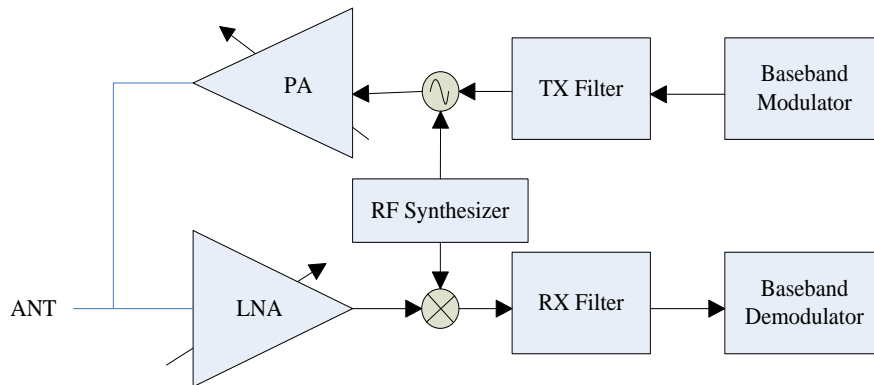 PA
TX Filter
Baseband
Modulator
RF Synthesizer
ANT
LNA
RX Filter
Baseband
Demodulator